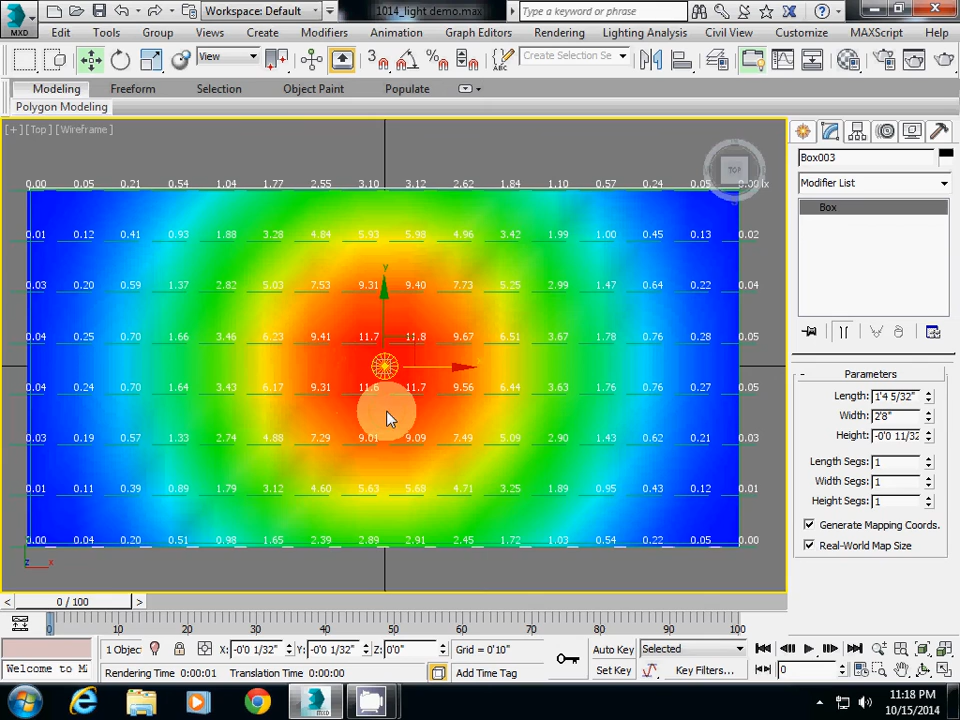 Workspace: Default
1014_light demo.max
Type a keyword or phrase
MXD
Edit Tools Group Views Create Modifiers Animation Graph Editors Rendering Lighting Analysis Civil View Customize MAXScript Help
View
3
Create Selection Se
Modeling Freeform Selection Object Paint Populate
Polygon Modeling
[+][Top][Wireframe]
TOP
Box003
Modifier List
Box
0.00 0.05 0.21 0.54 1.04 1.77 2.55 3.10 3.12 2.62 1.84 1.10 0.57 0.24 0.05 0.00 lx
0.01 0.12 0.41 0.93 1.88 3.28 4.84 5.93 5.98 4.96 3.42 1.99 1.00 0.45 0.13 0.02
y
0.03 0.20 0.59 1.37 2.82 5.03 7.53 9.31 9.40 7.73 5.25 2.99 1.47 0.64 0.22 0.04
0.04 0.25 0.70 1.66 3.46 6.23 9.41 11.7 11.8 9.67 6.51 3.67 1.78 0.76 0.28 0.05
0.04 0.24 0.70 1.64 3.43 6.17 9.31 11.6 11.7 9.56 6.44 3.63 1.76 0.75 0.27 0.05
0.03 0.19 0.57 1.33 2.74 4.88 7.29 9.01 9.09 7.49 5.09 2.90 1.43 0.62 0.21 0.03
0.01 0.11 0.39 0.89 1.79 3.12 4.60 5.63 5.68 4.71 3.25 1.89 0.95 0.43 0.12 0.01
0.00 0.04 0.20 0.51 0.98 1.65 2.39 2.89 2.91 2.45 1.72 1.03 0.54 0.22 0.05 0.00
z x
Parameters
Length: 1'4 5/32"
Width: 2'8"
Height: -0'0 11/32
Length Segs: 1
Width Segs: 1
Height Segs: 1
Generate Mapping Coords.
Real-World Map Size
< 0 / 100 >
0 10 20 30 40 50 60 70 80 90 100
1 Objec X: -0'0 1/32" Y: -0'0 1/32" Z: 0'0" Grid = 0'10" Auto Key Selected
Welcome to M Rendering Time 0:00:01 Translation Time 0:00:00 Add Time Tag Set Key Key Filters... 0
MXD
11:18 PM
10/15/2014